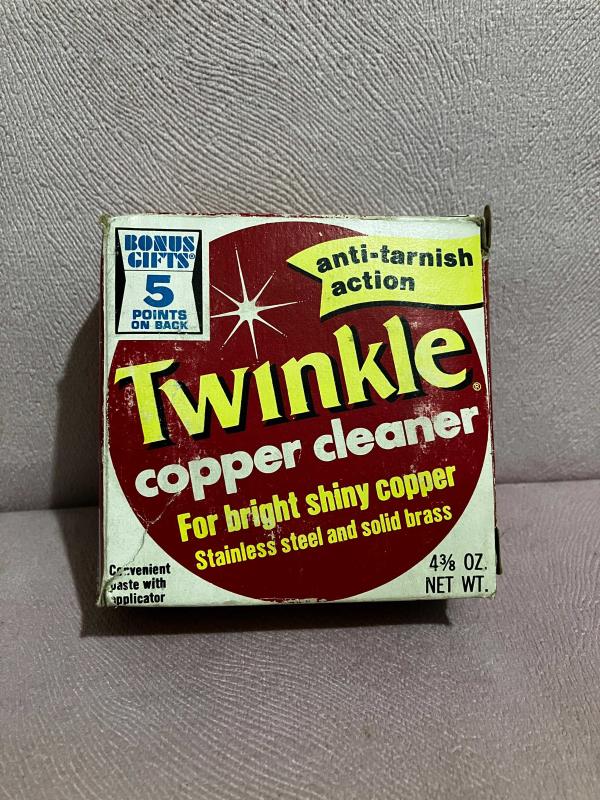 BONUS
GIFTS®
5
POINTS
ON BACK
anti-tarnish
action
Twinkle®
copper cleaner
For bright shiny copper
Stainless steel and solid brass
Convenient
paste with
applicator
4⅜ OZ.
NET WT.